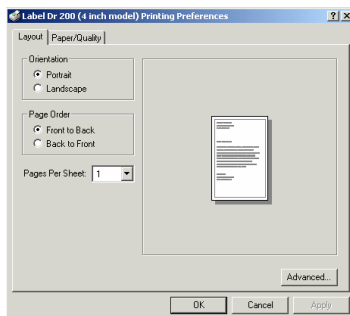 Label Dr 200 (4 inch model) Printing Preferences
Layout Paper/Quality
Orientation
Portrait
Landscape
Page Order
Front to Back
Back to Front
Pages Per Sheet: 1
Advanced...
OK Cancel Apply